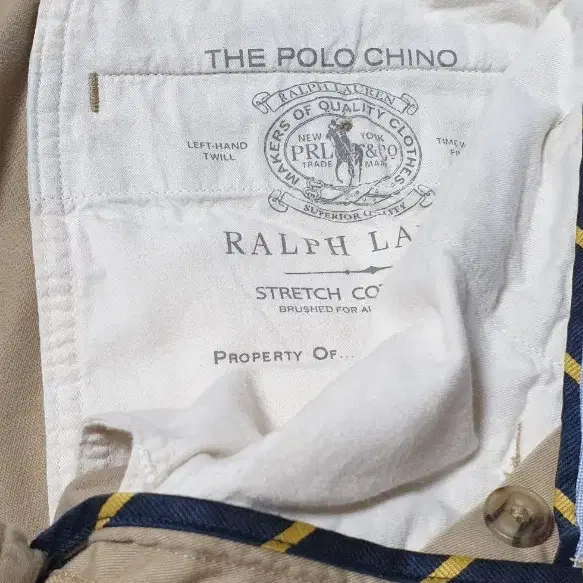 THE POLO CHINO
RALPH LAUREN
MAKERS OF QUALITY CLOTHES
NEW YORK
LEFT-HAND
TWILL
PRL & CO
TRADE MARK
SUPERIOR QUALITY
RALPH
STRETCH
BRUSHED FOR
PROPERTY OF...